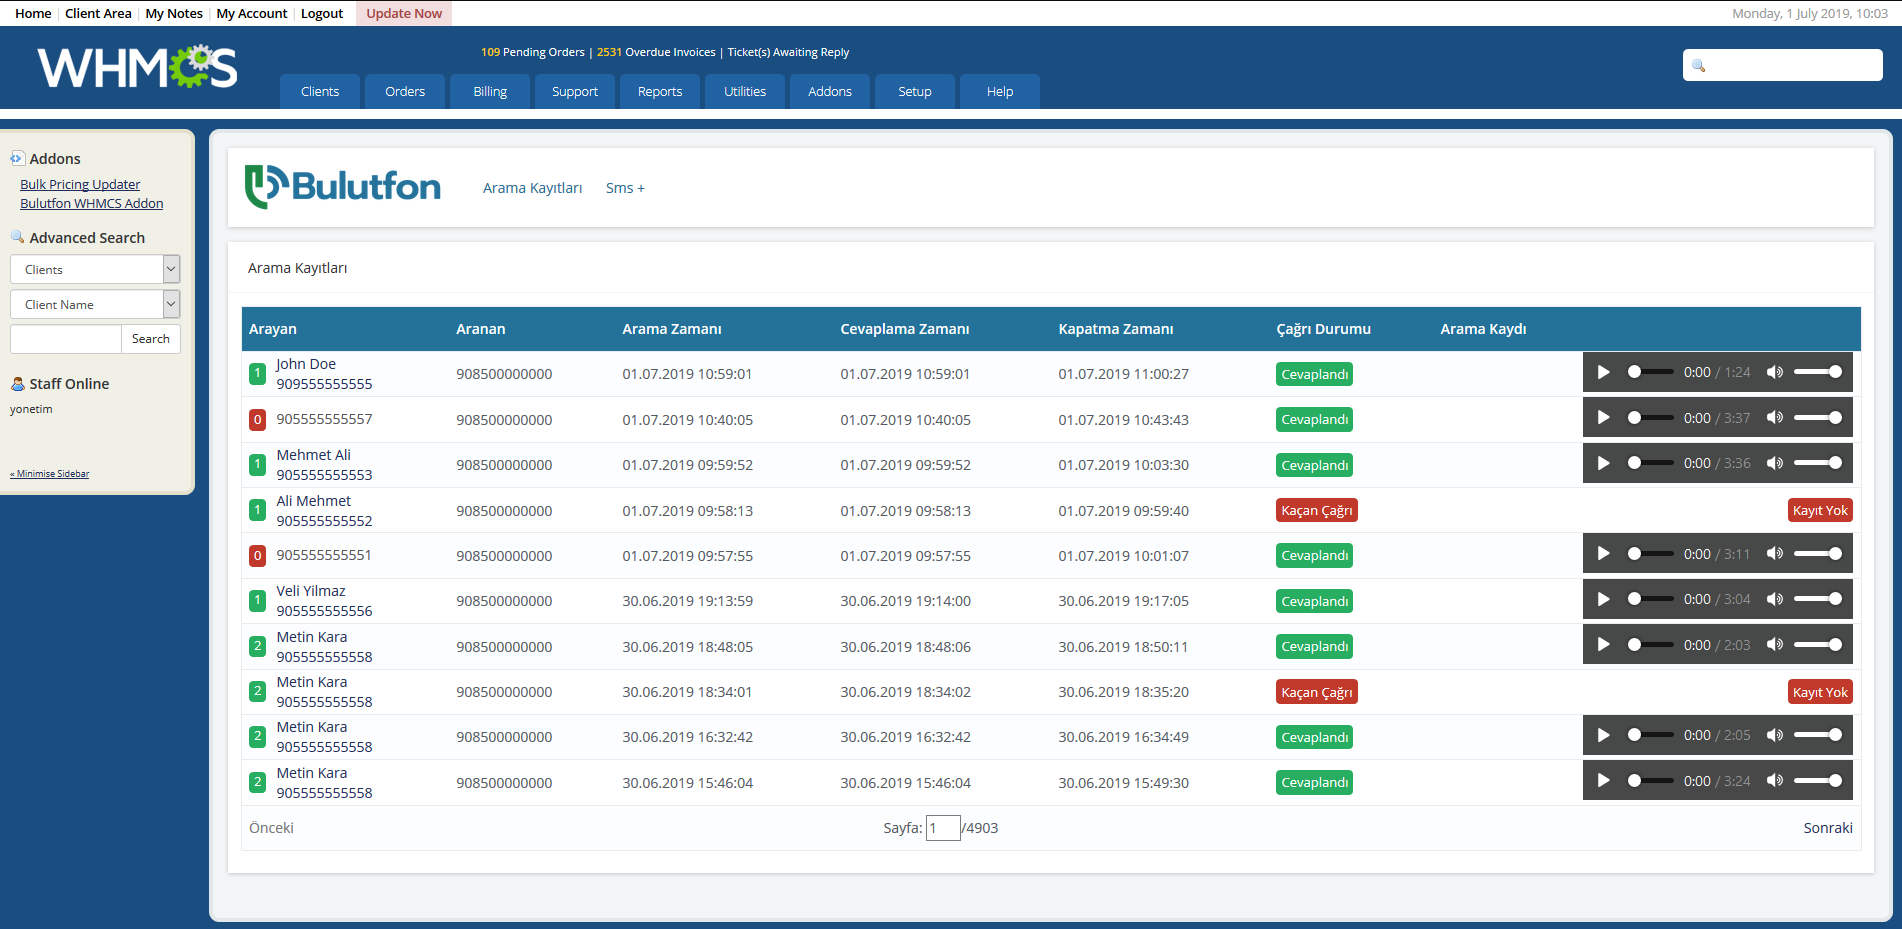 Home | Client Area | My Notes | My Account | Logout Update Now Monday, 1 July 2019, 10:03
WHMCS
109 Pending Orders | 2531 Overdue Invoices | Ticket(s) Awaiting Reply
Clients Orders Billing Support Reports Utilities Addons Setup Help
Addons
Bulk Pricing Updater
Bulutfon WHMCS Addon
Advanced Search
Clients
Client Name
Search
Staff Online
yonetim
« Minimise Sidebar
Bulutfon Arama Kayıtları Sms +
Arama Kayıtları
Arayan Aranan Arama Zamanı Cevaplama Zamanı Kapatma Zamanı Çağrı Durumu Arama Kaydı
1 John Doe
909555555555 908500000000 01.07.2019 10:59:01 01.07.2019 10:59:01 01.07.2019 11:00:27 Cevaplandı 0:00 / 1:24
0 905555555557 908500000000 01.07.2019 10:40:05 01.07.2019 10:40:05 01.07.2019 10:43:43 Cevaplandı 0:00 / 3:37
1 Mehmet Ali
905555555553 908500000000 01.07.2019 09:59:52 01.07.2019 09:59:52 01.07.2019 10:03:30 Cevaplandı 0:00 / 3:36
1 Ali Mehmet
905555555552 908500000000 01.07.2019 09:58:13 01.07.2019 09:58:13 01.07.2019 09:59:40 Kaçan Çağrı Kayıt Yok
0 905555555551 908500000000 01.07.2019 09:57:55 01.07.2019 09:57:55 01.07.2019 10:01:07 Cevaplandı 0:00 / 3:11
1 Veli Yilmaz
905555555556 908500000000 30.06.2019 19:13:59 30.06.2019 19:14:00 30.06.2019 19:17:05 Cevaplandı 0:00 / 3:04
2 Metin Kara
905555555558 908500000000 30.06.2019 18:48:05 30.06.2019 18:48:06 30.06.2019 18:50:11 Cevaplandı 0:00 / 2:03
2 Metin Kara
905555555558 908500000000 30.06.2019 18:34:01 30.06.2019 18:34:02 30.06.2019 18:35:20 Kaçan Çağrı Kayıt Yok
2 Metin Kara
905555555558 908500000000 30.06.2019 16:32:42 30.06.2019 16:32:42 30.06.2019 16:34:49 Cevaplandı 0:00 / 2:05
2 Metin Kara
905555555558 908500000000 30.06.2019 15:46:04 30.06.2019 15:46:04 30.06.2019 15:49:30 Cevaplandı 0:00 / 3:24
Önceki Sayfa: 1 /4903 Sonraki